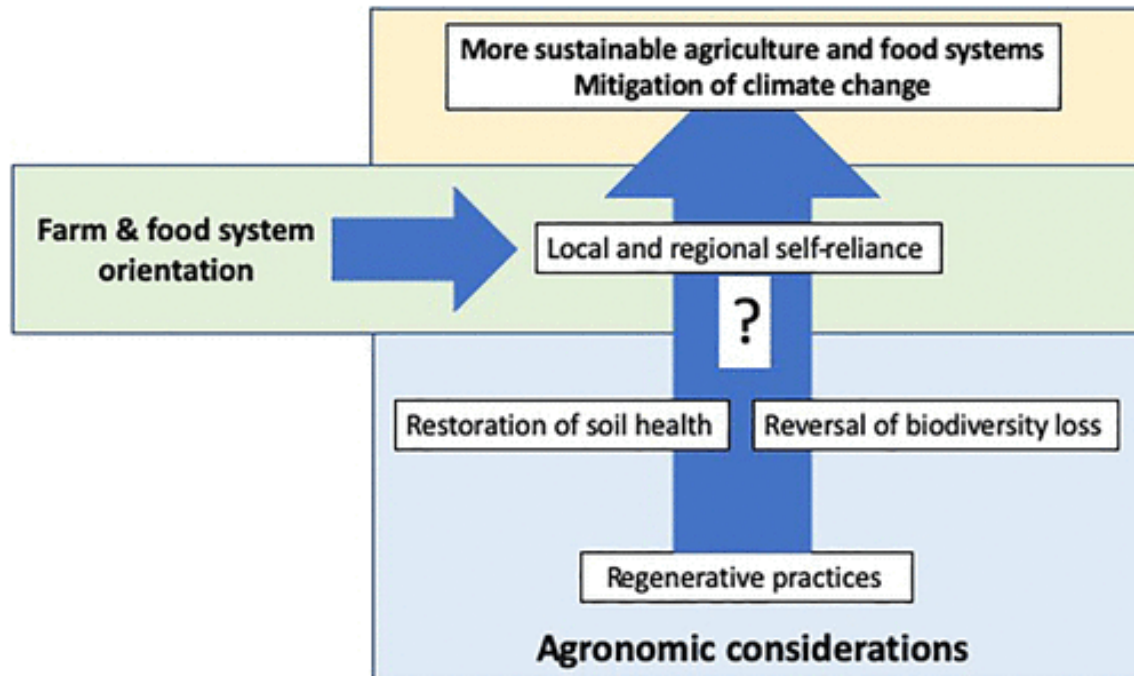 More sustainable agriculture and food systems
Mitigation of climate change
Farm & food system
orientation
Local and regional self-reliance
?
Restoration of soil health
Reversal of biodiversity loss
Regenerative practices
Agronomic considerations